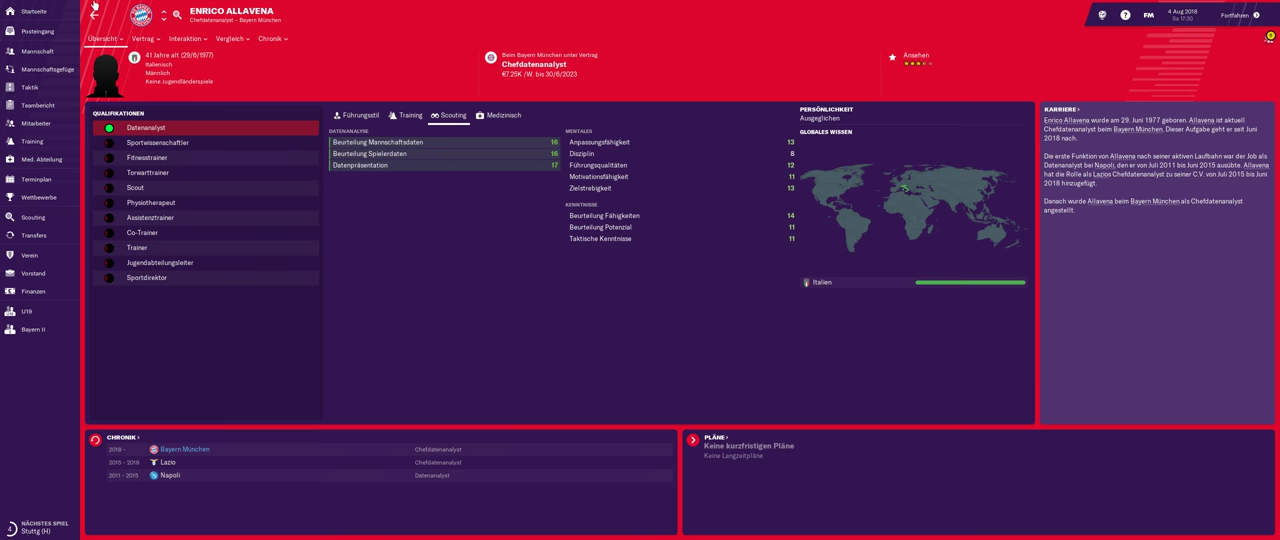 Startseite
Posteingang
Mannschaft
Mannschaftsgefüge
Taktik
Teambericht
Mitarbeiter
Training
Med. Abteilung
Terminplan
Wettbewerbe
Scouting
Transfers
Verein
Vorstand
Finanzen
U19
Bayern II
4
NÄCHSTES SPIEL
Stuttg (H)
ENRICO ALLAVENA
Chefdatenanalyst – Bayern München
FM
4 Aug 2018
Sa 17:30
Fortfahren
Übersicht
Vertrag
Interaktion
Vergleich
Chronik
41 Jahre alt (29/6/1977)
Italienisch
Männlich
Keine Jugendländerspiele
Beim Bayern München unter Vertrag
Chefdatenanalyst
€7.25K /W. bis 30/6/2023
Ansehen
QUALIFIKATIONEN
Datenanalyst
Sportwissenschaftler
Fitnesstrainer
Torwarttrainer
Scout
Physiotherapeut
Assistenztrainer
Co-Trainer
Trainer
Jugendabteilungsleiter
Sportdirektor
Führungsstil
Training
Scouting
Medizinisch
DATENANALYSE
Beurteilung Mannschaftsdaten 16
Beurteilung Spielerdaten 16
Datenpräsentation 17
MENTALES
Anpassungsfähigkeit 13
Disziplin 8
Führungsqualitäten 12
Motivationsfähigkeit 11
Zielstrebigkeit 13
KENNTNISSE
Beurteilung Fähigkeiten 14
Beurteilung Potenzial 11
Taktische Kenntnisse 11
PERSÖNLICHKEIT
Ausgeglichen
GLOBALES WISSEN
Italien
KARRIERE >
Enrico Allavena wurde am 29. Juni 1977 geboren. Allavena ist aktuell
Chefdatenanalyst beim Bayern München. Dieser Aufgabe geht er seit Juni
2018 nach.
Die erste Funktion von Allavena nach seiner aktiven Laufbahn war der Job als
Datenanalyst bei Napoli, den er von Juli 2011 bis Juni 2015 ausübte. Allavena
hat die Rolle als Lazios Chefdatenanalyst zu seiner C.V. von Juli 2015 bis Juni
2018 hinzugefügt.
Danach wurde Allavena beim Bayern München als Chefdatenanalyst
angestellt.
CHRONIK >
2018 - Bayern München Chefdatenanalyst
2015 - 2018 Lazio Chefdatenanalyst
2011 - 2015 Napoli Datenanalyst
PLÄNE >
Keine kurzfristigen Pläne
Keine Langzeitpläne